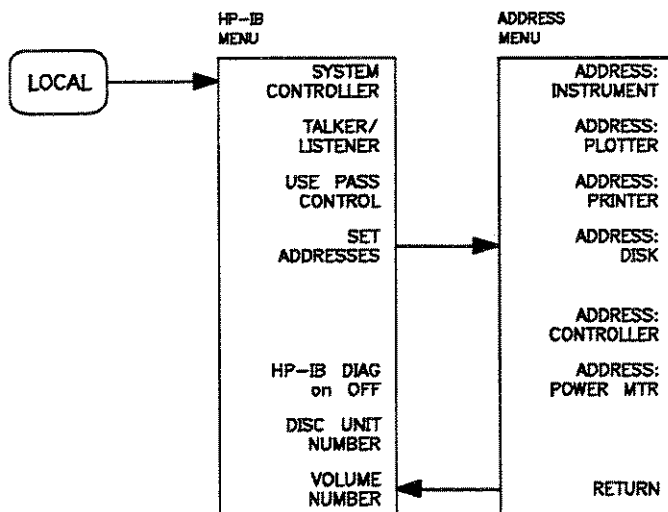 HP-IB
MENU
LOCAL
SYSTEM
CONTROLLER
TALKER/
LISTENER
USE PASS
CONTROL
SET
ADDRESSES
HP-IB DIAG
on OFF
DISC UNIT
NUMBER
VOLUME
NUMBER
ADDRESS
MENU
ADDRESS:
INSTRUMENT
ADDRESS:
PLOTTER
ADDRESS:
PRINTER
ADDRESS:
DISK
ADDRESS:
CONTROLLER
ADDRESS:
POWER MTR
RETURN